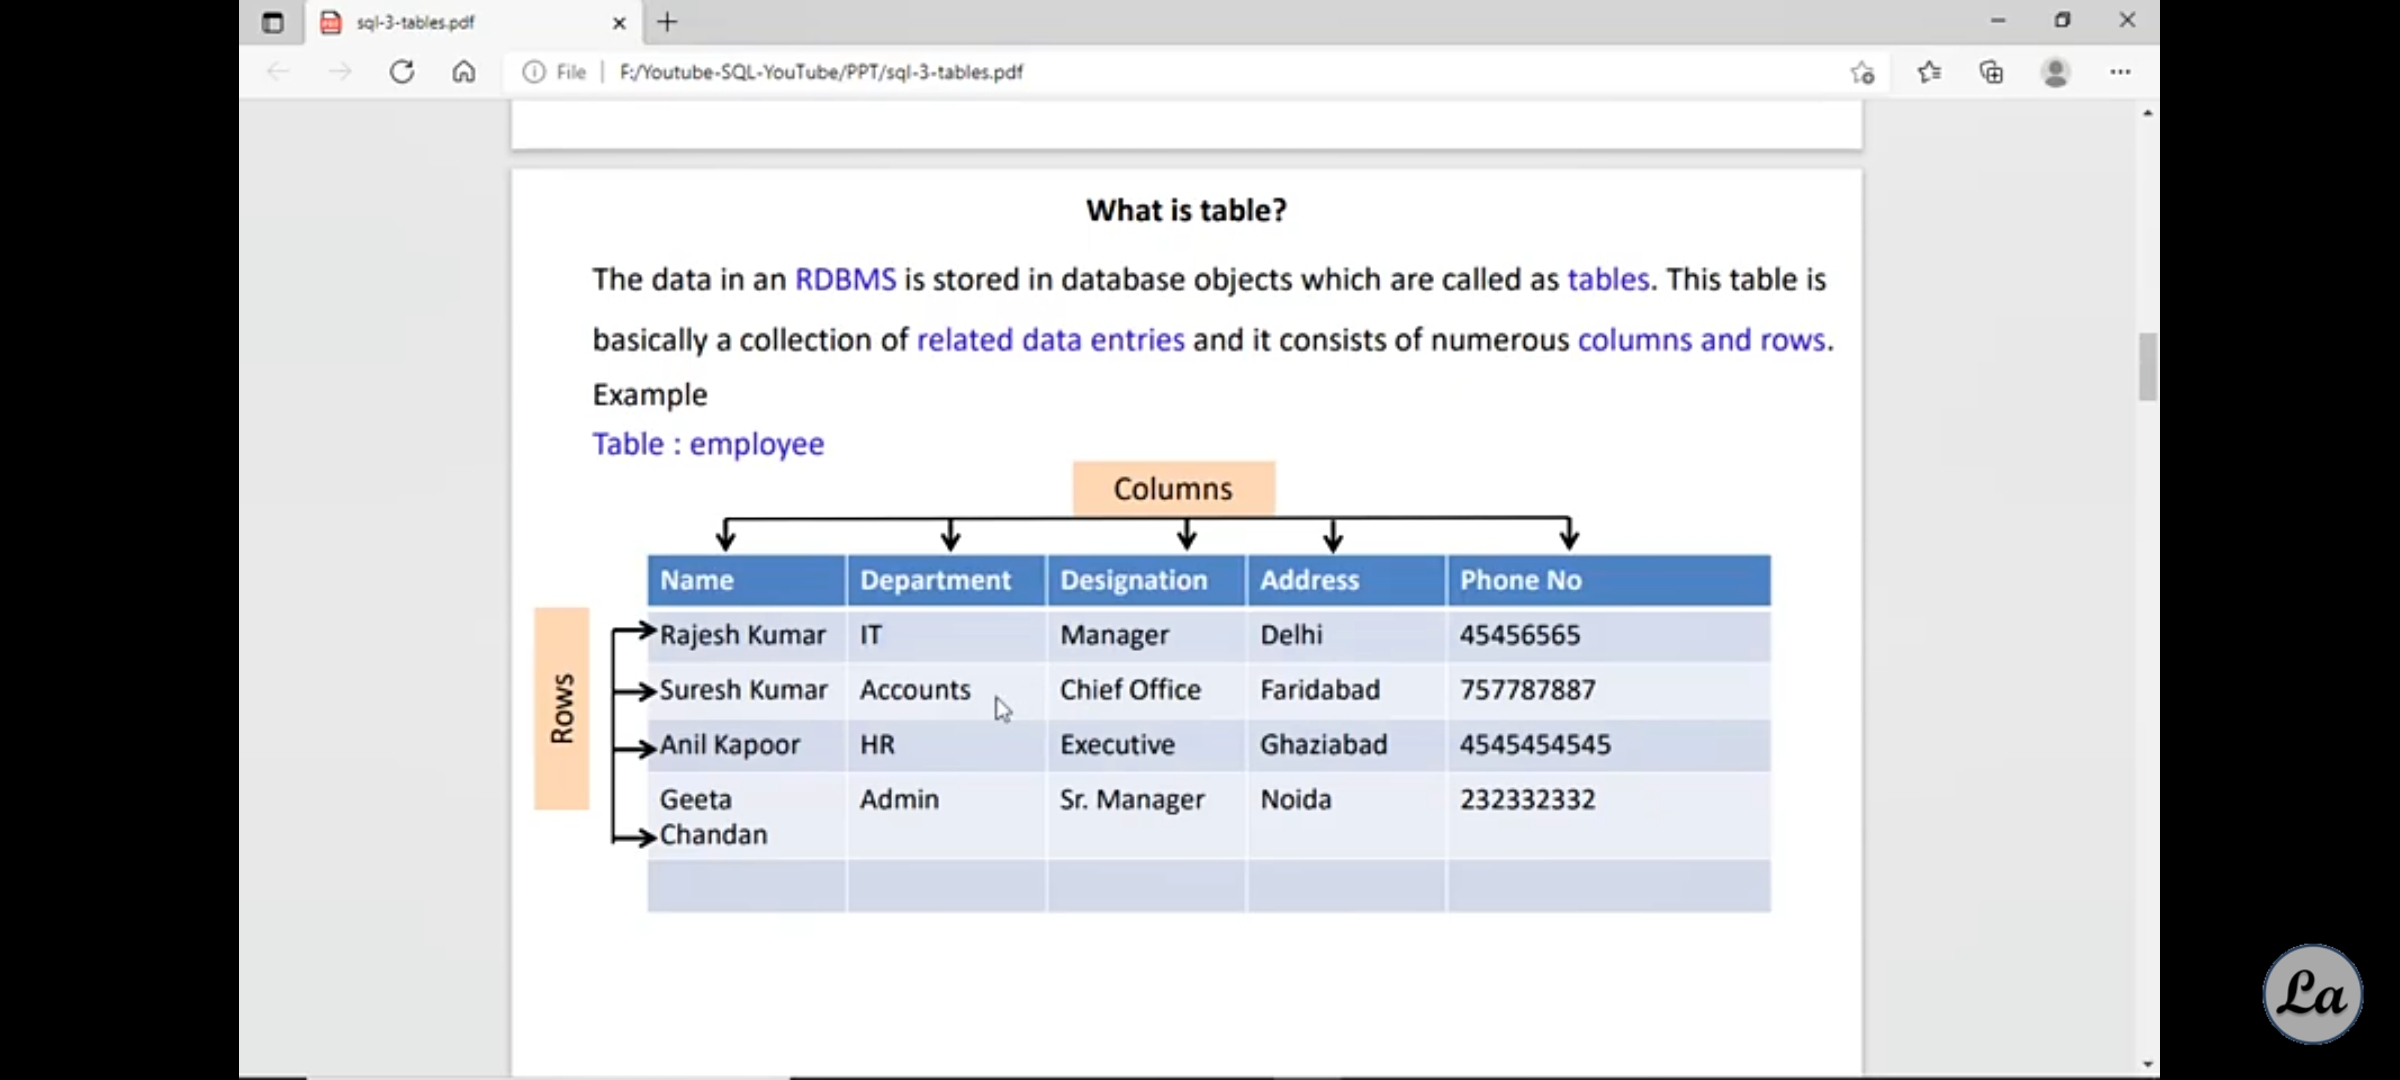 sql-3-tables.pdf
File | F:/Youtube-SQL-YouTube/PPT/sql-3-tables.pdf
What is table?
The data in an RDBMS is stored in database objects which are called as tables. This table is
basically a collection of related data entries and it consists of numerous columns and rows.
Example
Table : employee
Columns
Name Department Designation Address Phone No
Rows
Rajesh Kumar IT Manager Delhi 45456565
Suresh Kumar Accounts Chief Office Faridabad 757787887
Anil Kapoor HR Executive Ghaziabad 4545454545
Geeta Admin Sr. Manager Noida 232332332
Chandan
La